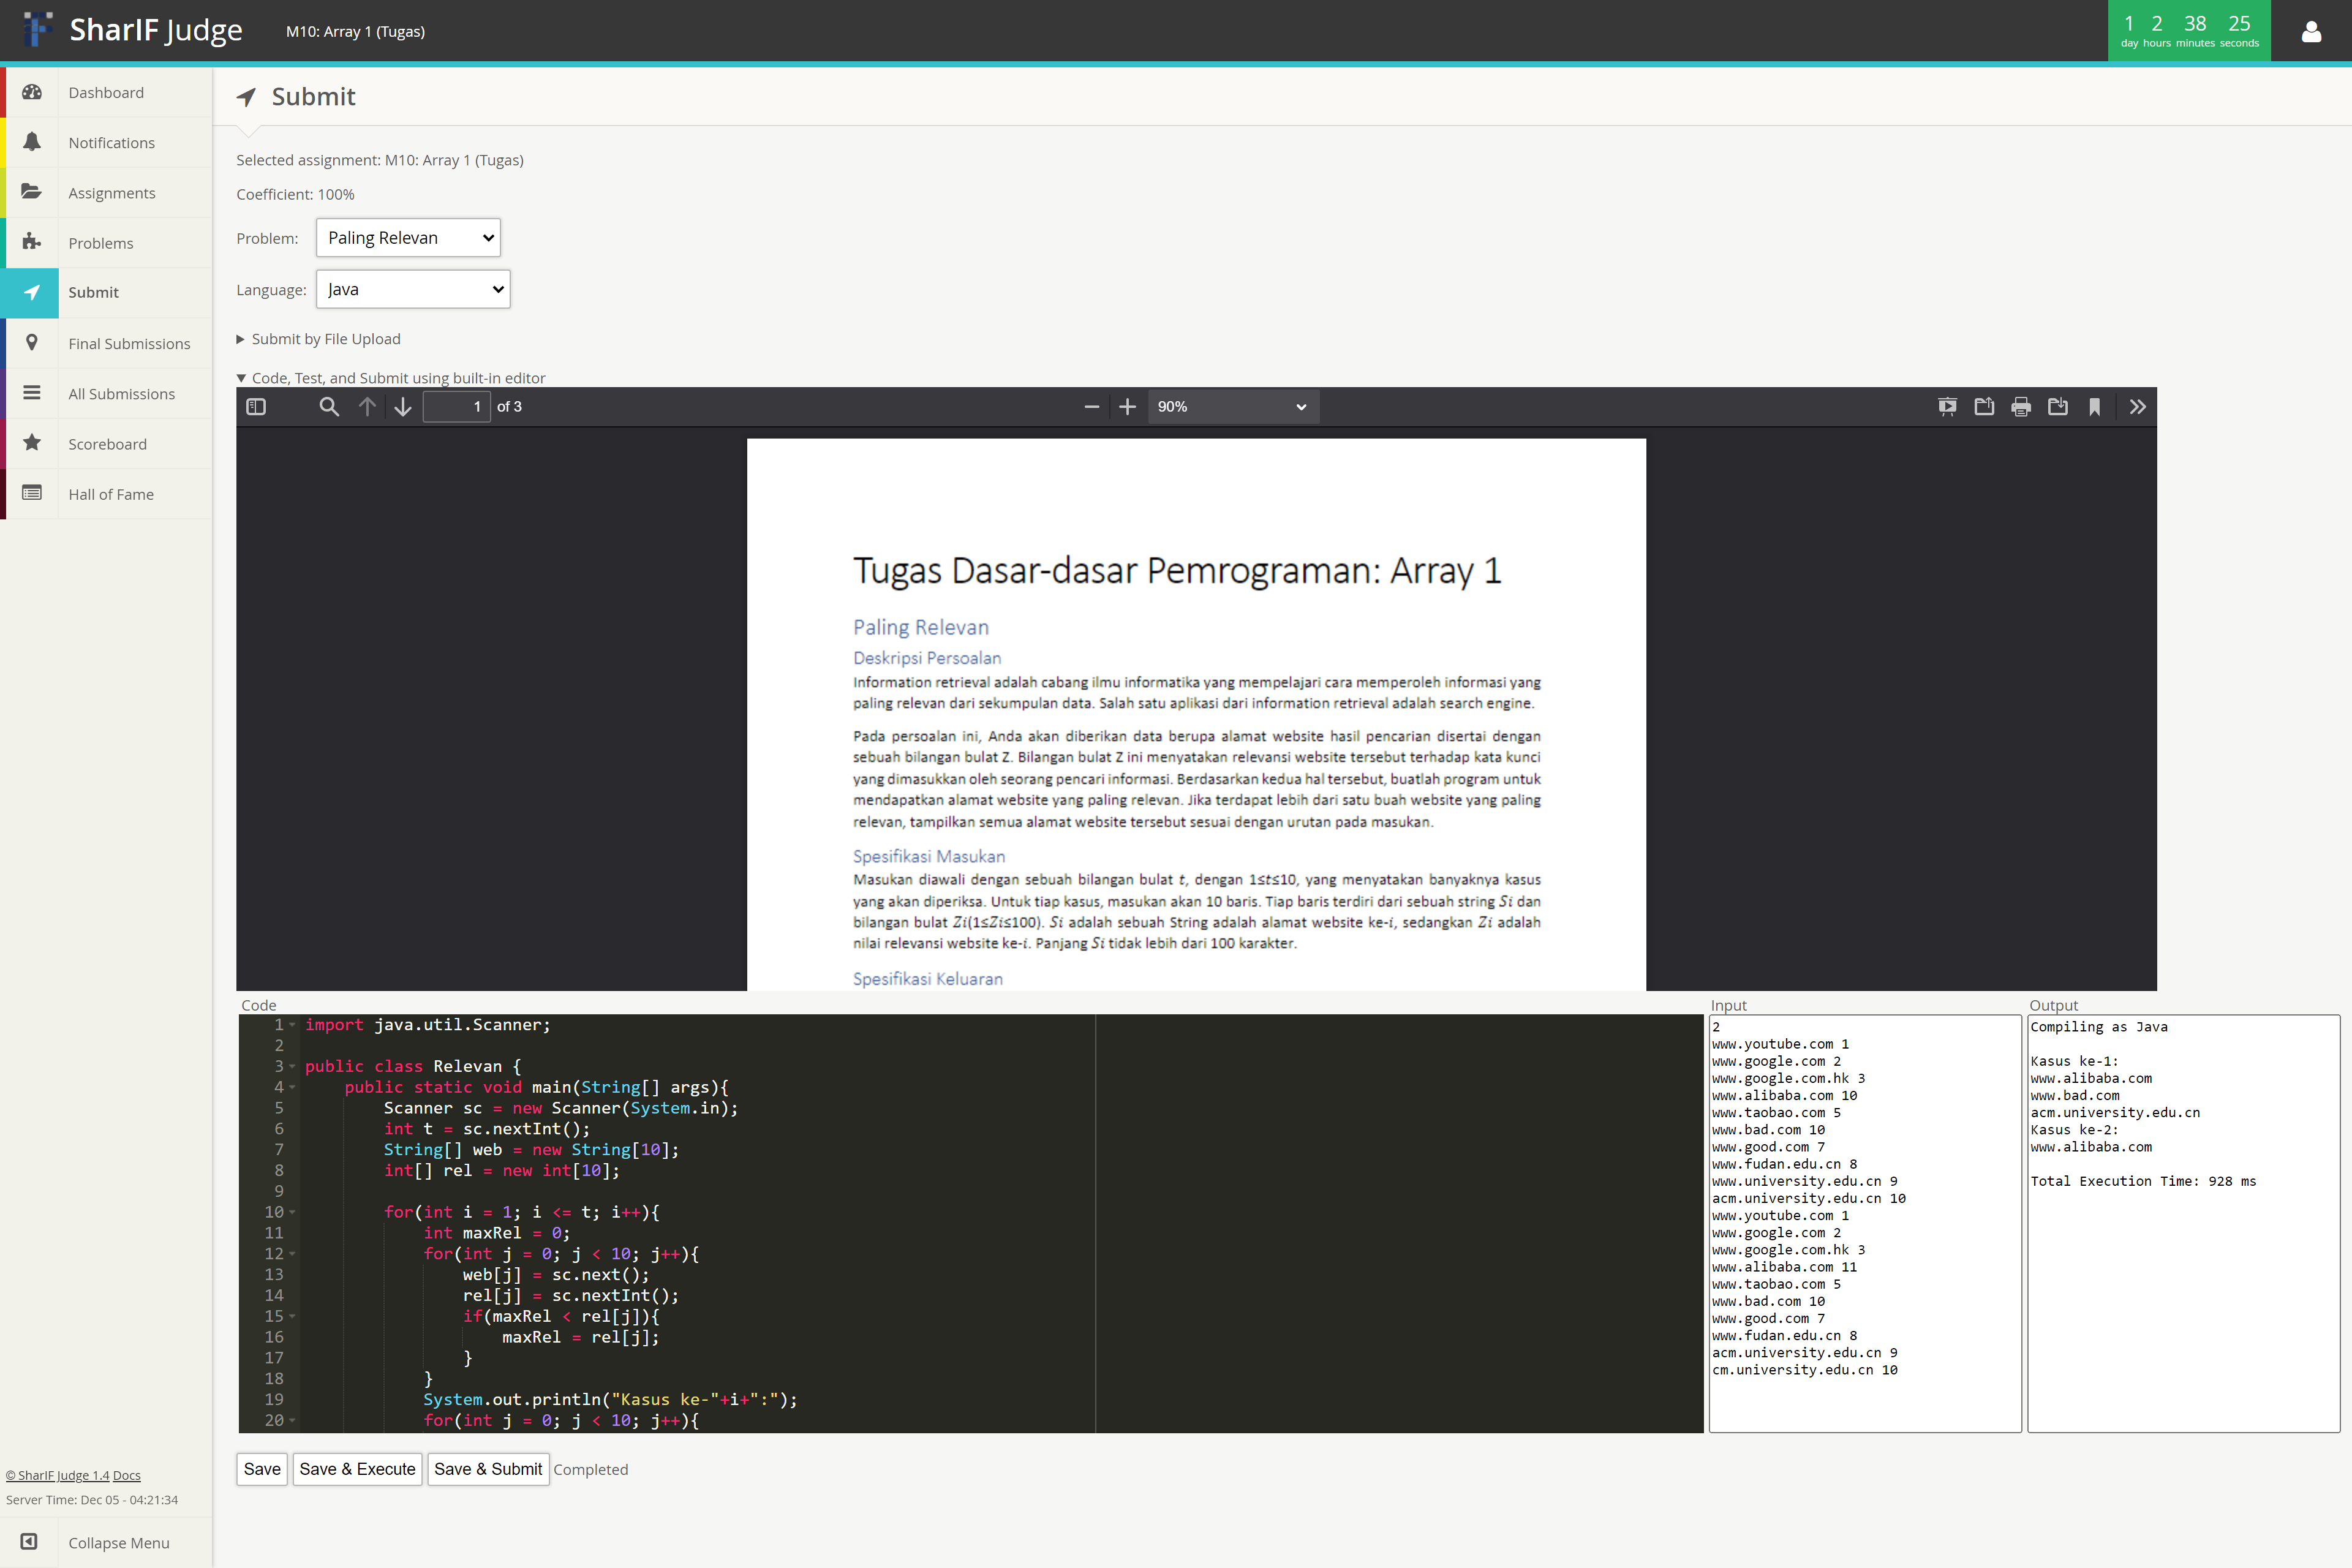 SharIF Judge
M10: Array 1 (Tugas)
1 2 38 25
day hours minutes seconds
Dashboard
Notifications
Assignments
Problems
Submit
Final Submissions
All Submissions
Scoreboard
Hall of Fame
© SharIF Judge 1.4 Docs
Server Time: Dec 05 - 04:21:34
Collapse Menu
Submit
Selected assignment: M10: Array 1 (Tugas)
Coefficient: 100%
Problem: Paling Relevan
Language: Java
Submit by File Upload
Code, Test, and Submit using built-in editor
1 of 3
90%
Tugas Dasar-dasar Pemrograman: Array 1
Paling Relevan
Deskripsi Persoalan
Information retrieval adalah cabang ilmu informatika yang mempelajari cara memperoleh informasi yang
paling relevan dari sekumpulan data. Salah satu aplikasi dari information retrieval adalah search engine.
Pada persoalan ini, Anda akan diberikan data berupa alamat website hasil pencarian disertai dengan
sebuah bilangan bulat Z. Bilangan bulat Z ini menyatakan relevansi website tersebut terhadap kata kunci
yang dimasukkan oleh seorang pencari informasi. Berdasarkan kedua hal tersebut, buatlah program untuk
mendapatkan alamat website yang paling relevan. Jika terdapat lebih dari satu buah website yang paling
relevan, tampilkan semua alamat website tersebut sesuai dengan urutan pada masukan.
Spesifikasi Masukan
Masukan diawali dengan sebuah bilangan bulat t, dengan 1≤t≤10, yang menyatakan banyaknya kasus
yang akan diperiksa. Untuk tiap kasus, masukan akan 10 baris. Tiap baris terdiri dari sebuah string Si dan
bilangan bulat Zi(1≤Zi≤100). Si adalah sebuah String adalah alamat website ke-i, sedangkan Zi adalah
nilai relevansi website ke-i. Panjang Si tidak lebih dari 100 karakter.
Spesifikasi Keluaran
Code
1 import java.util.Scanner;
2
3 public class Relevan {
4 public static void main(String[] args){
5 Scanner sc = new Scanner(System.in);
6 int t = sc.nextInt();
7 String[] web = new String[10];
8 int[] rel = new int[10];
9
10 for(int i = 1; i <= t; i++){
11 int maxRel = 0;
12 for(int j = 0; j < 10; j++){
13 web[j] = sc.next();
14 rel[j] = sc.nextInt();
15 if(maxRel < rel[j]){
16 maxRel = rel[j];
17 }
18 }
19 System.out.println("Kasus ke-"+i+":");
20 for(int j = 0; j < 10; j++){
Input
2
www.youtube.com 1
www.google.com 2
www.google.com.hk 3
www.alibaba.com 10
www.taobao.com 5
www.bad.com 10
www.good.com 7
www.fudan.edu.cn 8
www.university.edu.cn 9
acm.university.edu.cn 10
www.youtube.com 1
www.google.com 2
www.google.com.hk 3
www.alibaba.com 11
www.taobao.com 5
www.bad.com 10
www.good.com 7
www.fudan.edu.cn 8
acm.university.edu.cn 9
cm.university.edu.cn 10
Output
Compiling as Java
Kasus ke-1:
www.alibaba.com
www.bad.com
acm.university.edu.cn
Kasus ke-2:
www.alibaba.com
Total Execution Time: 928 ms
Save Save & Execute Save & Submit Completed